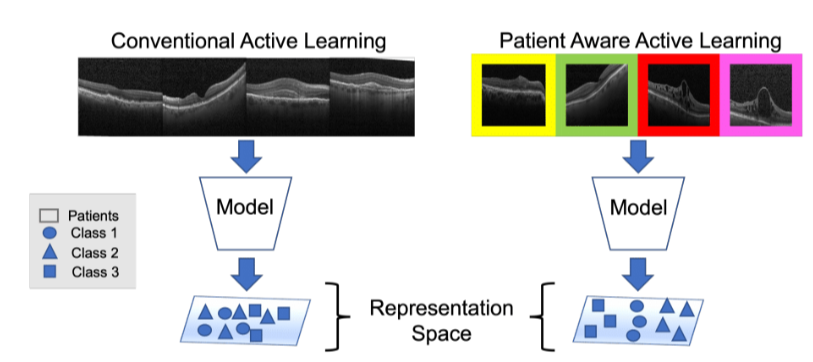 Conventional Active Learning
Patient Aware Active Learning
Model
Model
Patients
Class 1
Class 2
Class 3
Representation
Space